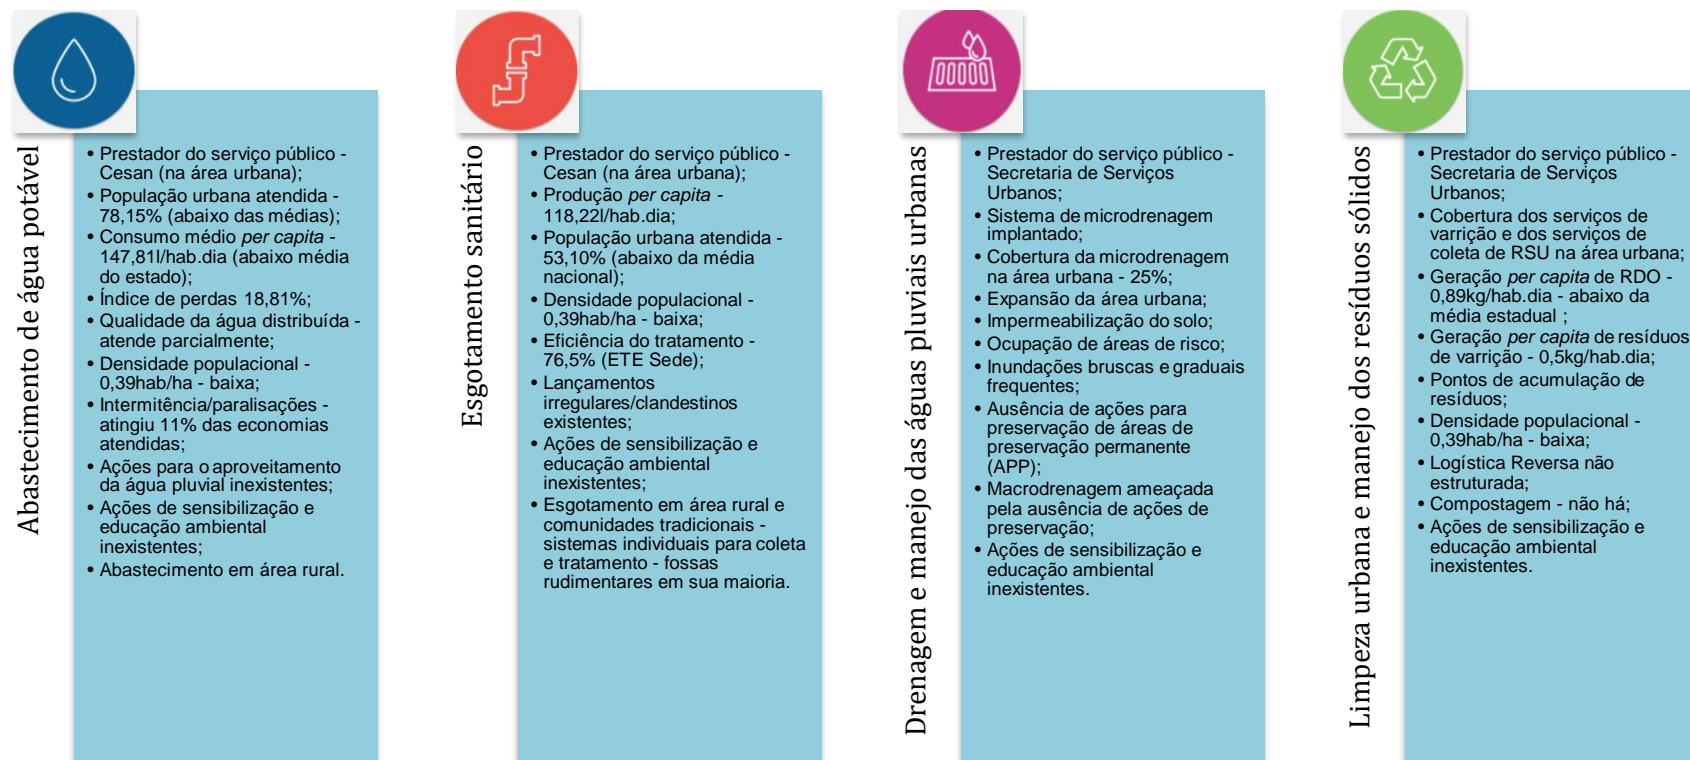 Abastecimento de água potável
• Prestador do serviço público -
Cesan (na área urbana);
• População urbana atendida -
78,15% (abaixo das médias);
• Consumo médio per capita -
147,81l/hab.dia (abaixo média
do estado);
• Índice de perdas 18,81%;
• Qualidade da água distribuída -
atende parcialmente;
• Densidade populacional -
0,39hab/ha - baixa;
• Intermitência/paralisações -
atingiu 11% das economias
atendidas;
• Ações para o aproveitamento
da água pluvial inexistentes;
• Ações de sensibilização e
educação ambiental
inexistentes;
• Abastecimento em área rural.
Esgotamento sanitário
• Prestador do serviço público -
Cesan (na área urbana);
• Produção per capita -
118,22l/hab.dia;
• População urbana atendida -
53,10% (abaixo da média
nacional);
• Densidade populacional -
0,39hab/ha - baixa;
• Eficiência do tratamento -
76,5% (ETE Sede);
• Lançamentos
irregulares/clandestinos
existentes;
• Ações de sensibilização e
educação ambiental
inexistentes;
• Esgotamento em área rural e
comunidades tradicionais -
sistemas individuais para coleta
e tratamento - fossas
rudimentares em sua maioria.
Drenagem e manejo das águas pluviais urbanas
• Prestador do serviço público -
Secretaria de Serviços
Urbanos;
• Sistema de microdrenagem
implantado;
• Cobertura da microdrenagem
na área urbana - 25%;
• Expansão da área urbana;
• Impermeabilização do solo;
• Ocupação de áreas de risco;
• Inundações bruscas e graduais
frequentes;
• Ausência de ações para
preservação de áreas de
preservação permanente
(APP);
• Macrodrenagem ameaçada
pela ausência de ações de
preservação;
• Ações de sensibilização e
educação ambiental
inexistentes.
Limpeza urbana e manejo dos resíduos sólidos
• Prestador do serviço público -
Secretaria de Serviços
Urbanos;
• Cobertura dos serviços de
varrição e dos serviços de
coleta de RSU na área urbana;
• Geração per capita de RDO -
0,89kg/hab.dia - abaixo da
média estadual ;
• Geração per capita de resíduos
de varrição - 0,5kg/hab.dia;
• Pontos de acumulação de
resíduos;
• Densidade populacional -
0,39hab/ha - baixa;
• Logística Reversa não
estruturada;
• Compostagem - não há;
• Ações de sensibilização e
educação ambiental
inexistentes.